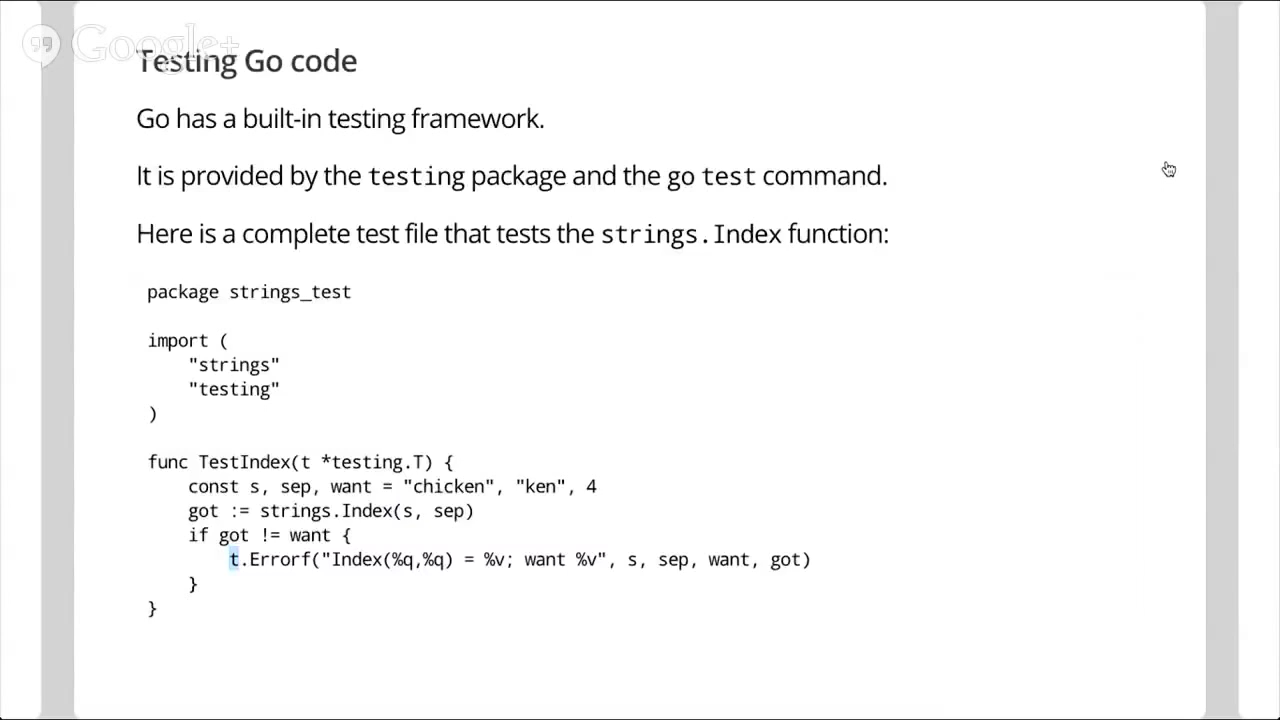 Google+
Testing Go code
Go has a built-in testing framework.
It is provided by the testing package and the go test command.
Here is a complete test file that tests the strings.Index function:
package strings_test
import (
    "strings"
    "testing"
)
func TestIndex(t *testing.T) {
    const s, sep, want = "chicken", "ken", 4
    got := strings.Index(s, sep)
    if got != want {
        t.Errorf("Index(%q,%q) = %v; want %v", s, sep, want, got)
    }
}